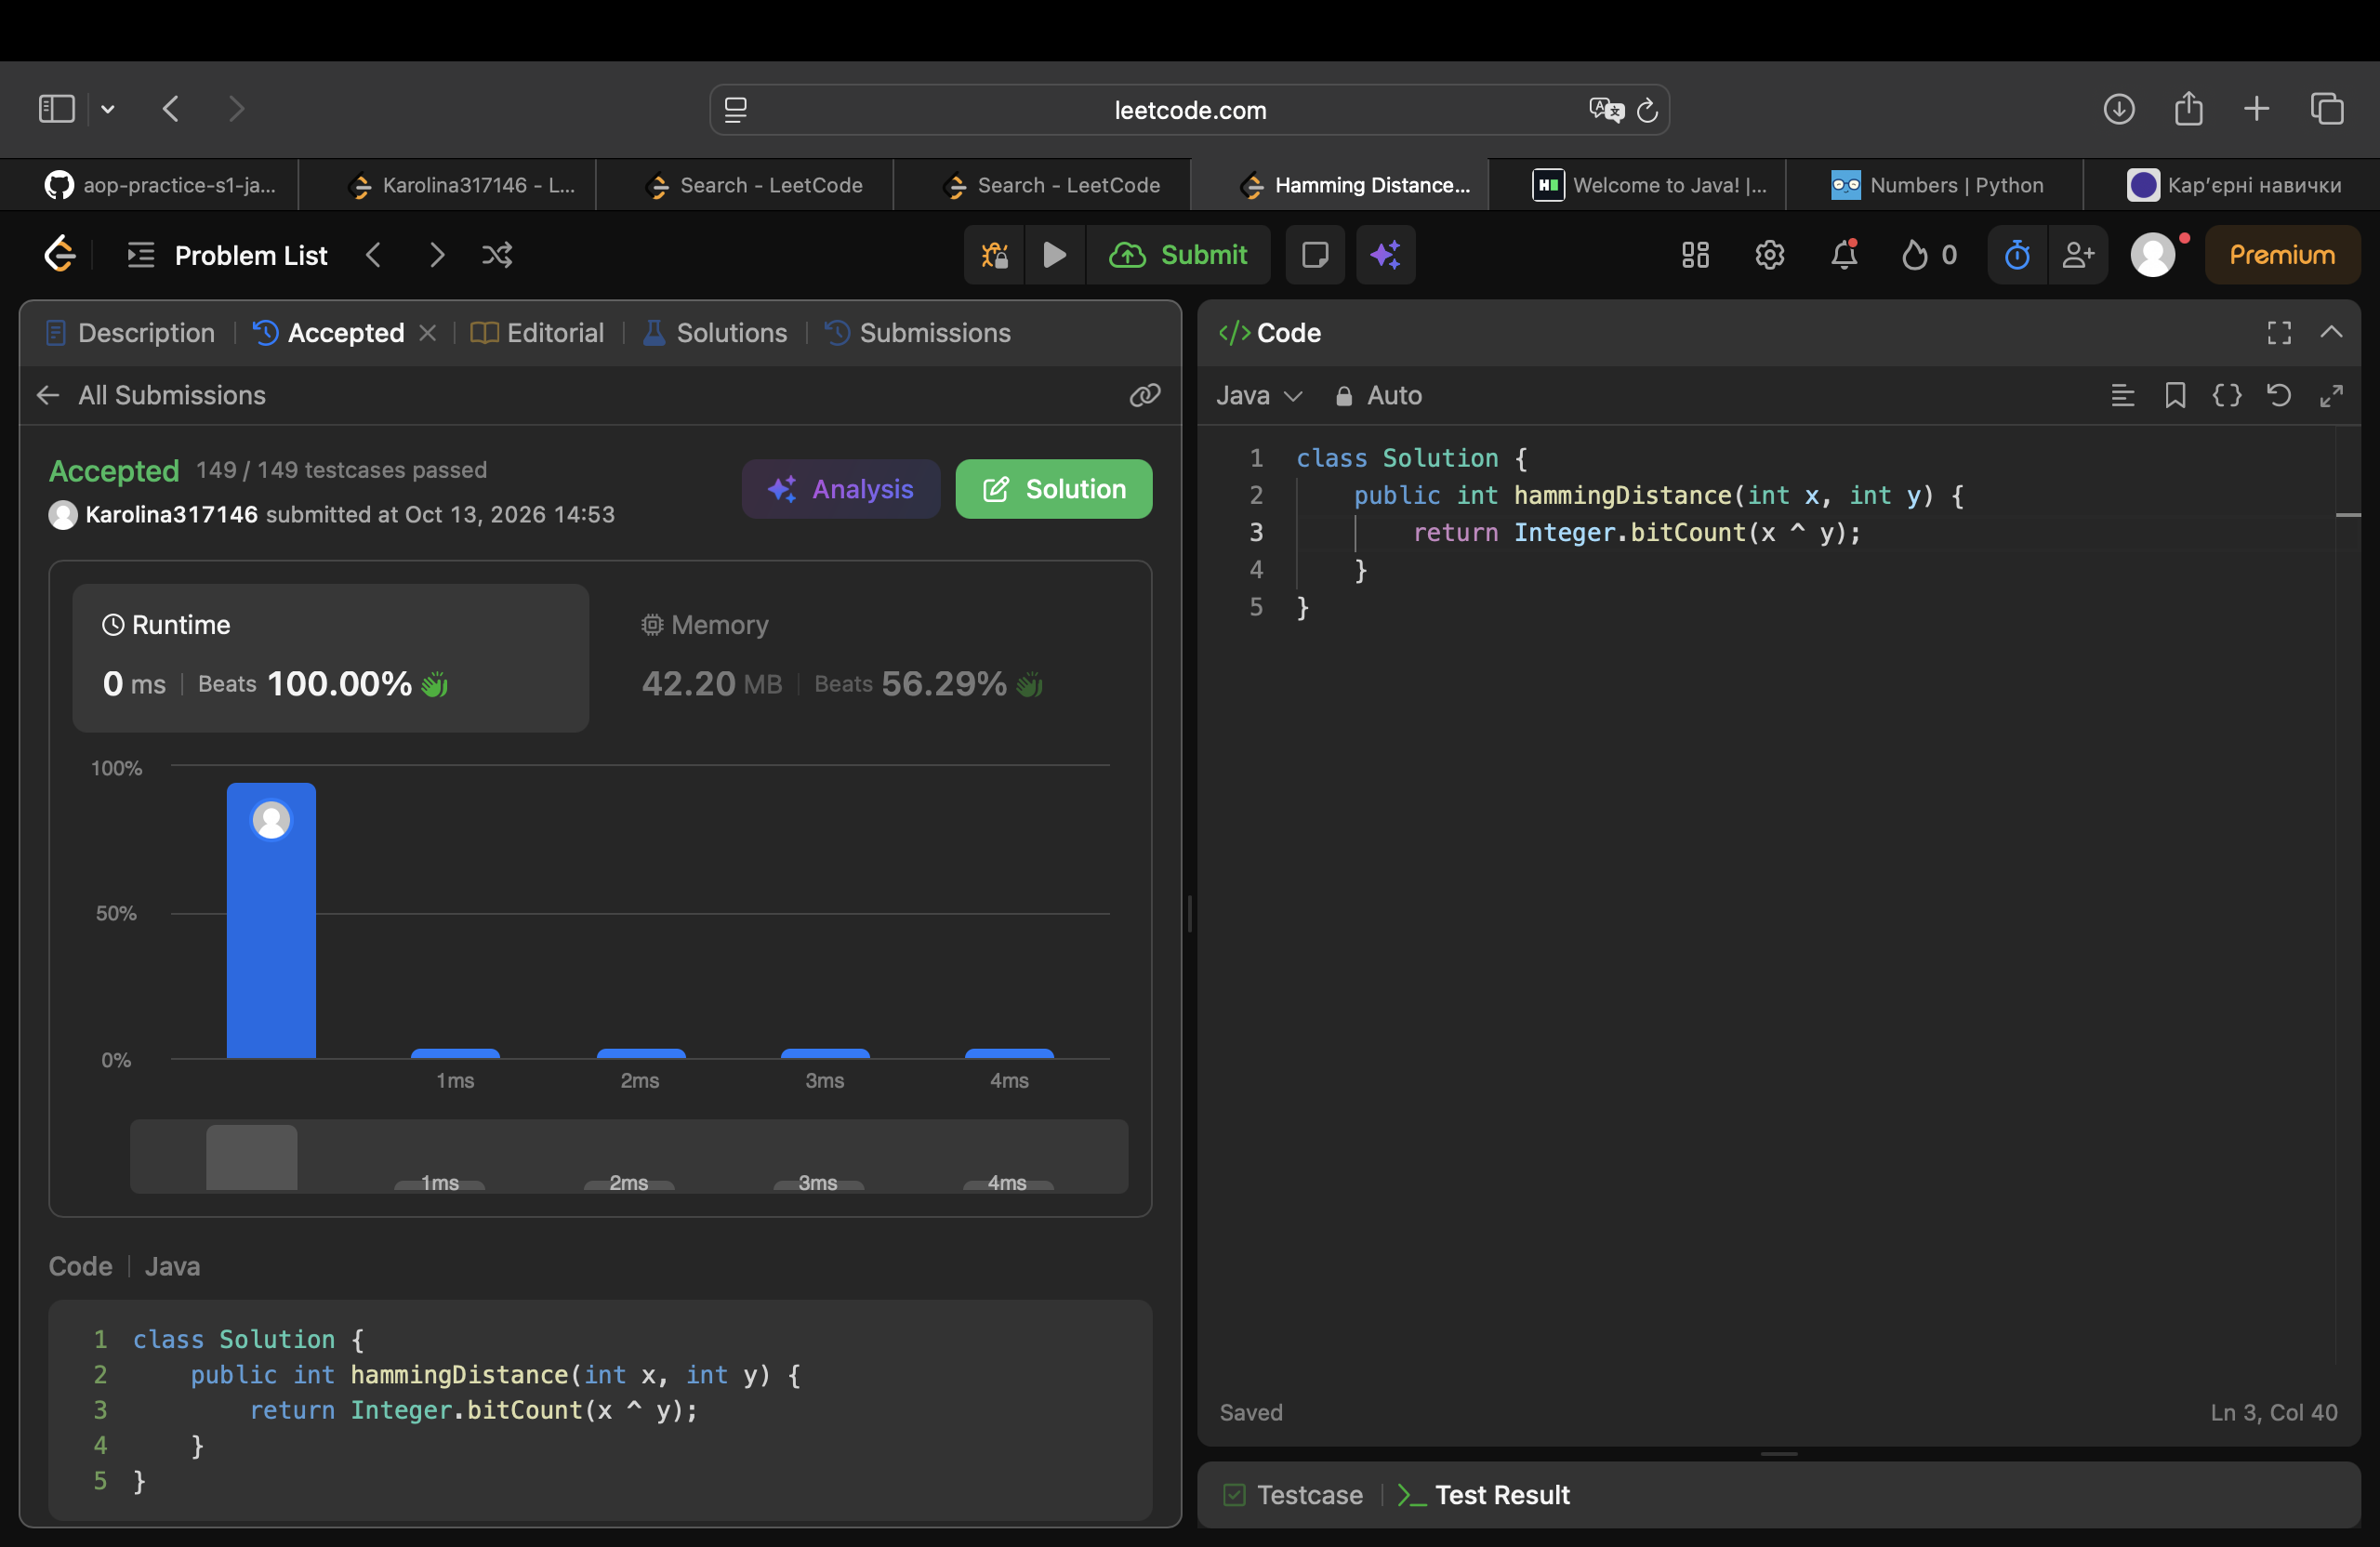 leetcode.com
aop-practice-s1-ja...
Karolina317146 - L...
Search - LeetCode
Search - LeetCode
Hamming Distance...
Welcome to Java! |...
Numbers | Python
Кар’єрні навички
Problem List
Submit
0
Premium
Description
Accepted
Editorial
Solutions
Submissions
All Submissions
Accepted 149 / 149 testcases passed
Karolina317146 submitted at Oct 13, 2026 14:53
Analysis
Solution
Runtime
0 ms | Beats 100.00%
Memory
42.20 MB | Beats 56.29%
100%
50%
0%
1ms 2ms 3ms 4ms
1ms 2ms 3ms 4ms
Code | Java
1 class Solution {
2     public int hammingDistance(int x, int y) {
3         return Integer.bitCount(x ^ y);
4     }
5 }
</> Code
Java
Auto
1 class Solution {
2     public int hammingDistance(int x, int y) {
3         return Integer.bitCount(x ^ y);
4     }
5 }
Saved
Ln 3, Col 40
Testcase
Test Result